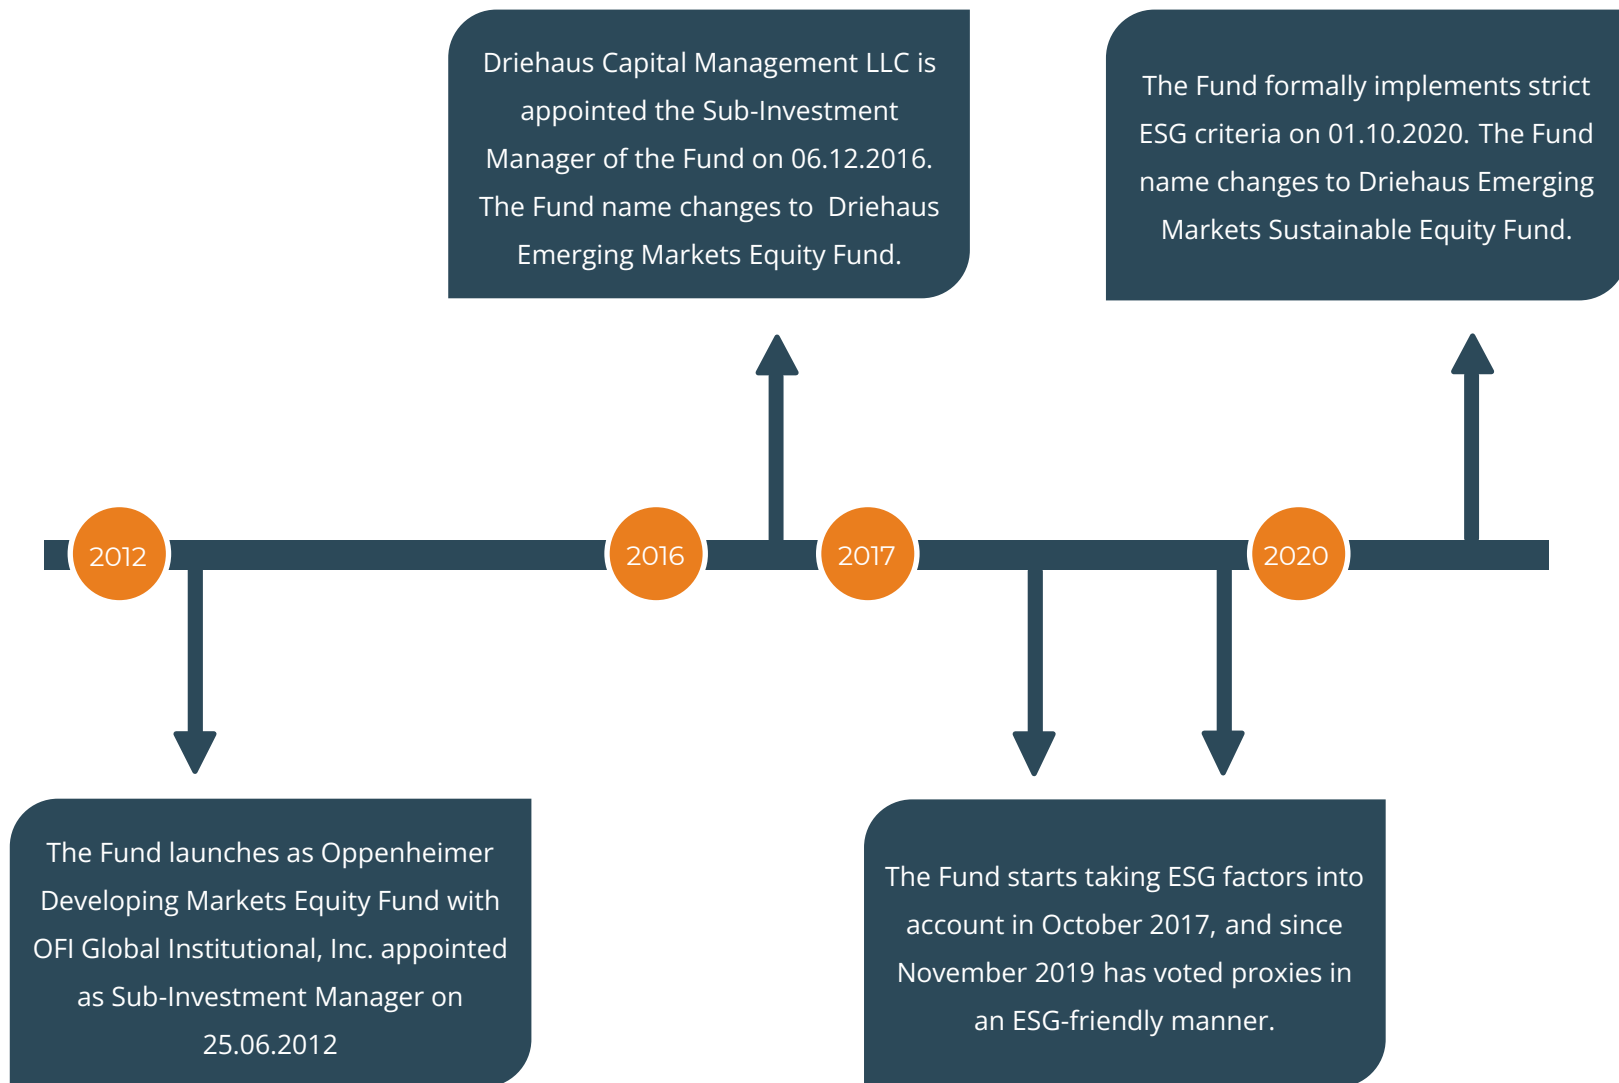 Driehaus Capital Management LLC is
appointed the Sub-Investment
Manager of the Fund on 06.12.2016.
The Fund name changes to Driehaus
Emerging Markets Equity Fund.
The Fund formally implements strict
ESG criteria on 01.10.2020. The Fund
name changes to Driehaus Emerging
Markets Sustainable Equity Fund.
2012
2016
2017
2020
The Fund launches as Oppenheimer
Developing Markets Equity Fund with
OFI Global Institutional, Inc. appointed
as Sub-Investment Manager on
25.06.2012
The Fund starts taking ESG factors into
account in October 2017, and since
November 2019 has voted proxies in
an ESG-friendly manner.